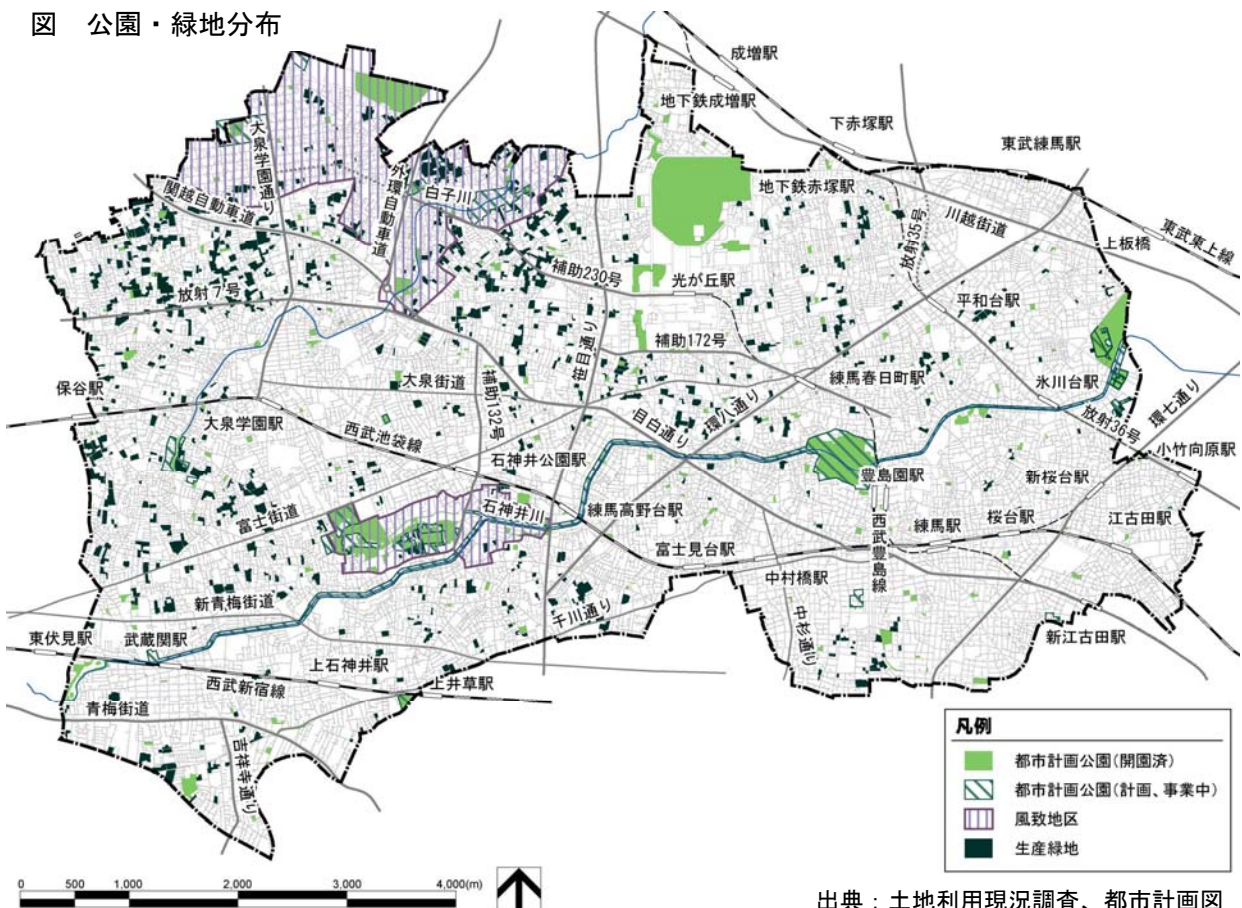 図　公園・緑地分布
成増駅
地下鉄成増駅
下赤塚駅
東武練馬駅
大泉学園通り
外環自動車道
白子川
地下鉄赤塚駅
関越自動車道
放射35号
川越街道
上板橋
東武東上線
補助230号
光が丘駅
放射7号
平和台駅
笹目通り
補助172号
保谷駅
大泉街道
補助132号
練馬春日町駅
氷川台駅
大泉学園駅
目白通り
環八通り
放射36号
環七通り
西武池袋線
石神井公園駅
豊島園駅
小竹向原駅
富士街道
石神井川
練馬高野台駅
新桜台駅
西武豊島線
練馬駅
桜台駅
江古田駅
富士見台駅
中村橋駅
新青梅街道
千川通り
中杉通り
新江古田駅
東伏見駅
武蔵関駅
上石神井駅
西武新宿線
上井草駅
青梅街道
吉祥寺通り
凡例
都市計画公園(開園済)
都市計画公園(計画、事業中)
風致地区
生産緑地
0 500 1,000 2,000 3,000 4,000(m)
出典：土地利用現況調査、都市計画図